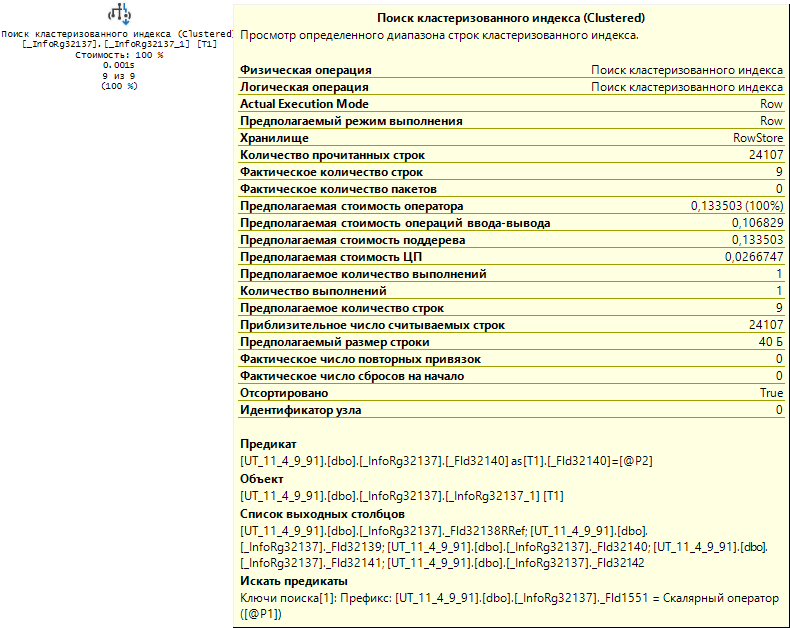 Поиск кластеризованного индекса (Clustered)
[_InfoRg32137].[_InfoRg32137_1] [T1]
Стоимость: 100 %
0.001s
9 из 9
(100 %)
Поиск кластеризованного индекса (Clustered)
Просмотр определенного диапазона строк кластеризованного индекса.
Физическая операция Поиск кластеризованного индекса
Логическая операция Поиск кластеризованного индекса
Actual Execution Mode Row
Предполагаемый режим выполнения Row
Хранилище RowStore
Количество прочитанных строк 24107
Фактическое количество строк 9
Фактическое количество пакетов 0
Предполагаемая стоимость оператора 0,133503 (100%)
Предполагаемая стоимость операций ввода-вывода 0,106829
Предполагаемая стоимость поддерева 0,133503
Предполагаемая стоимость ЦП 0,0266747
Предполагаемое количество выполнений 1
Количество выполнений 1
Предполагаемое количество строк 9
Приблизительное число считываемых строк 24107
Предполагаемый размер строки 40 Б
Фактическое число повторных привязок 0
Фактическое число сбросов на начало 0
Отсортировано True
Идентификатор узла 0
Предикат
[UT_11_4_9_91].[dbo].[_InfoRg32137].[_Fld32140] as [T1].[_Fld32140]=[@P2]
Объект
[UT_11_4_9_91].[dbo].[_InfoRg32137].[_InfoRg32137_1] [T1]
Список выходных столбцов
[UT_11_4_9_91].[dbo].[_InfoRg32137]._Fld32138RRef; [UT_11_4_9_91].[dbo].
[_InfoRg32137]._Fld32139; [UT_11_4_9_91].[dbo].[_InfoRg32137]._Fld32140; [UT_11_4_9_91].[dbo].
[_InfoRg32137]._Fld32141; [UT_11_4_9_91].[dbo].[_InfoRg32137]._Fld32142
Искать предикаты
Ключи поиска[1]: Префикс: [UT_11_4_9_91].[dbo].[_InfoRg32137]._Fld1551 = Скалярный оператор
([@P1])